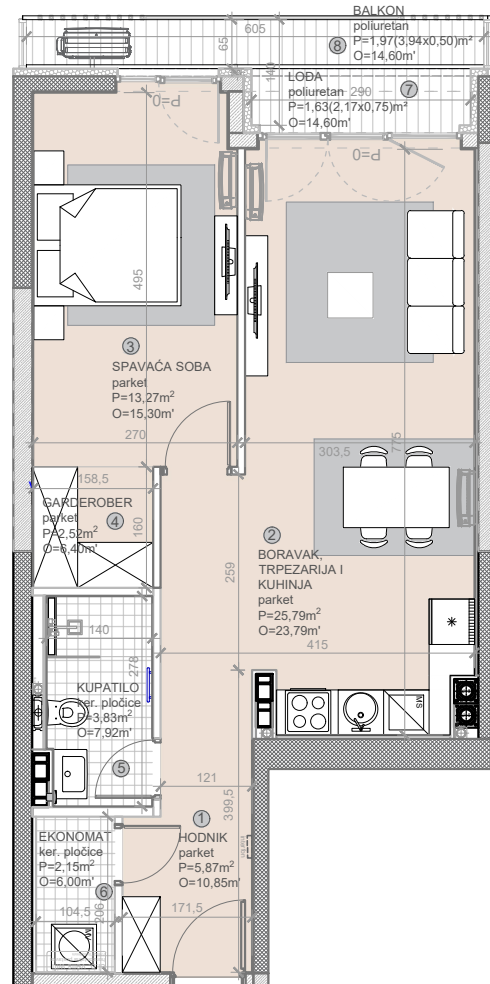 BALKON
poliuretan
P=1,97(3,94x0,50)m²
O=14,60m'
605
8
65
140
LOĐA
poliuretan
290
7
P=1,63(2,17x0,75)m²
O=14,60m'
P=0
P=0
495
3
SPAVAĆA SOBA
parket
P=13,27m²
O=15,30m'
270
303,5
775
158,5
GARDEROBER
parket
4
P=2,52m²
O=6,40m'
160
2
BORAVAK,
TRPEZARIJA I
KUHINJA
parket
P=25,79m²
O=23,79m'
259
415
140
278
KUPATILO
ker. pločice
P=3,83m²
O=7,92m'
5
MS
121
399,5
1
HODNIK
parket
P=5,87m²
O=10,85m'
EKONOMAT
ker. pločice
P=2,15m²
O=6,00m'
6
104,5
206
171,5